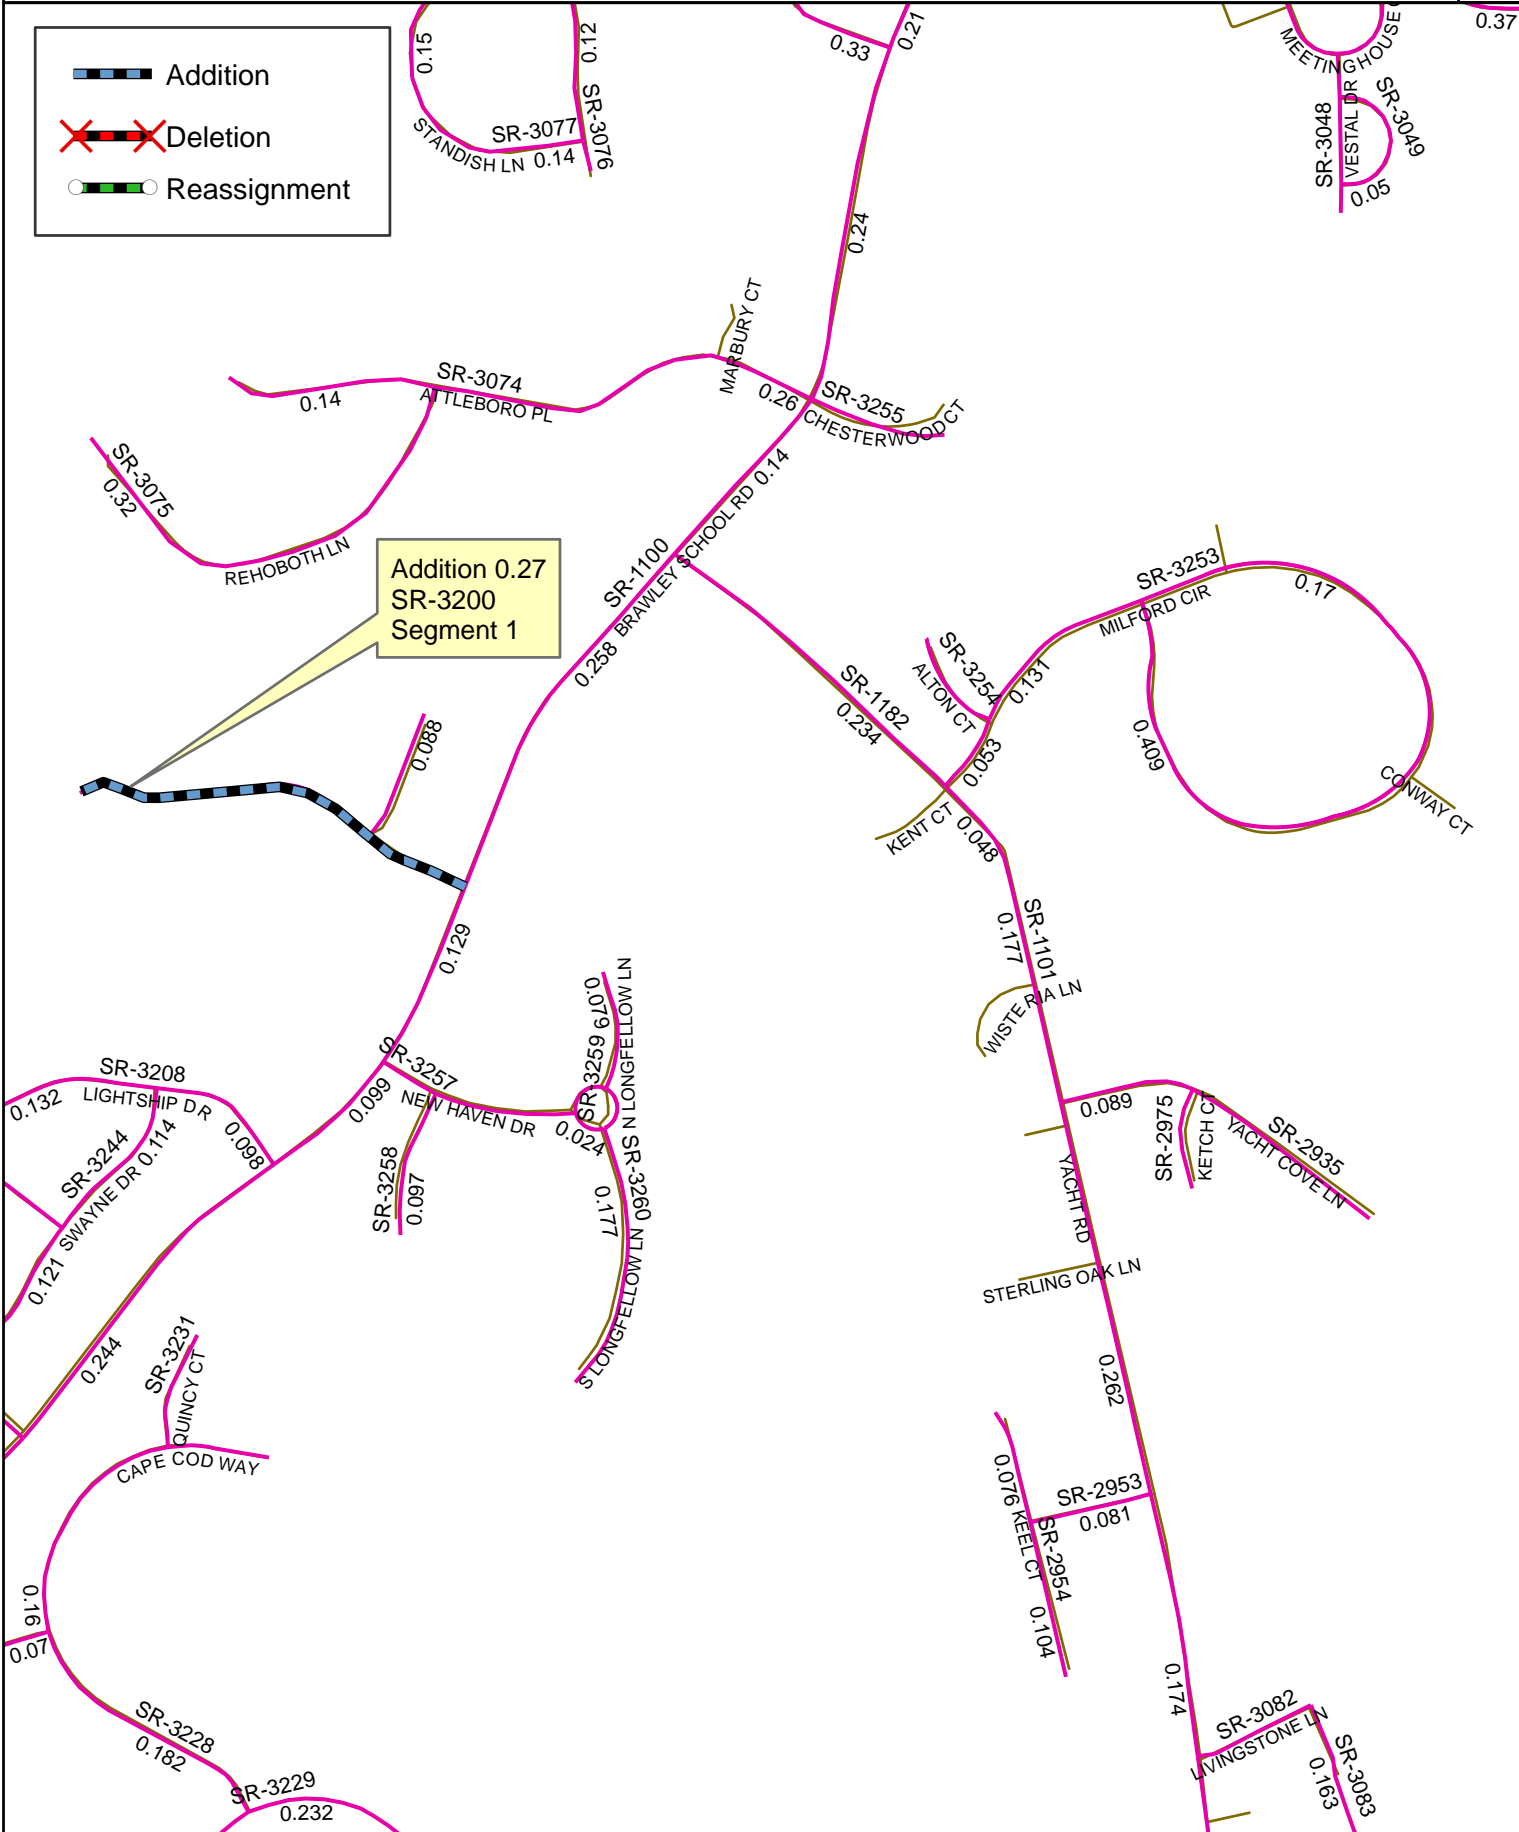 Addition
Deletion
Reassignment
0.15
0.12
SR-3076
SR-3077
STANDISH LN
0.14
0.33
0.21
0.24
0.37
MEETINGHOUSE
SR-3048
VESTAL DR
SR-3049
0.05
MARBURY CT
SR-3074
ATTLEBORO PL
0.14
0.26
SR-3255
CHESTERWOOD CT
SR-3075
0.32
REHOBOTH LN
0.14
SR-1100
BRAWLEY SCHOOL RD
0.258
Addition 0.27
SR-3200
Segment 1
0.088
SR-3253
MILFORD CIR
0.17
SR-3254
ALTON CT
0.131
SR-1182
0.234
0.053
0.409
CONWAY CT
KENT CT
0.048
0.129
SR-1101
0.177
WISTERIA LN
0.079
N LONGFELLOW LN
SR-3259
SR-3257
NEW HAVEN DR
0.024
0.099
SR-3208
LIGHTSHIP DR
0.132
0.098
SR-3244
SWAYNE DR
0.114
0.121
SR-3258
0.097
SR-3260
0.177
S LONGFELLOW LN
0.089
SR-2975
KETCH CT
SR-2935
YACHT COVE LN
YACHT RD
STERLING OAK LN
0.244
SR-3231
QUINCY CT
CAPE COD WAY
0.262
0.076
KEEL CT
SR-2953
0.081
SR-2954
0.104
0.16
0.07
SR-3228
0.182
SR-3229
0.232
0.174
SR-3082
LIVINGSTONE LN
SR-3083
0.163